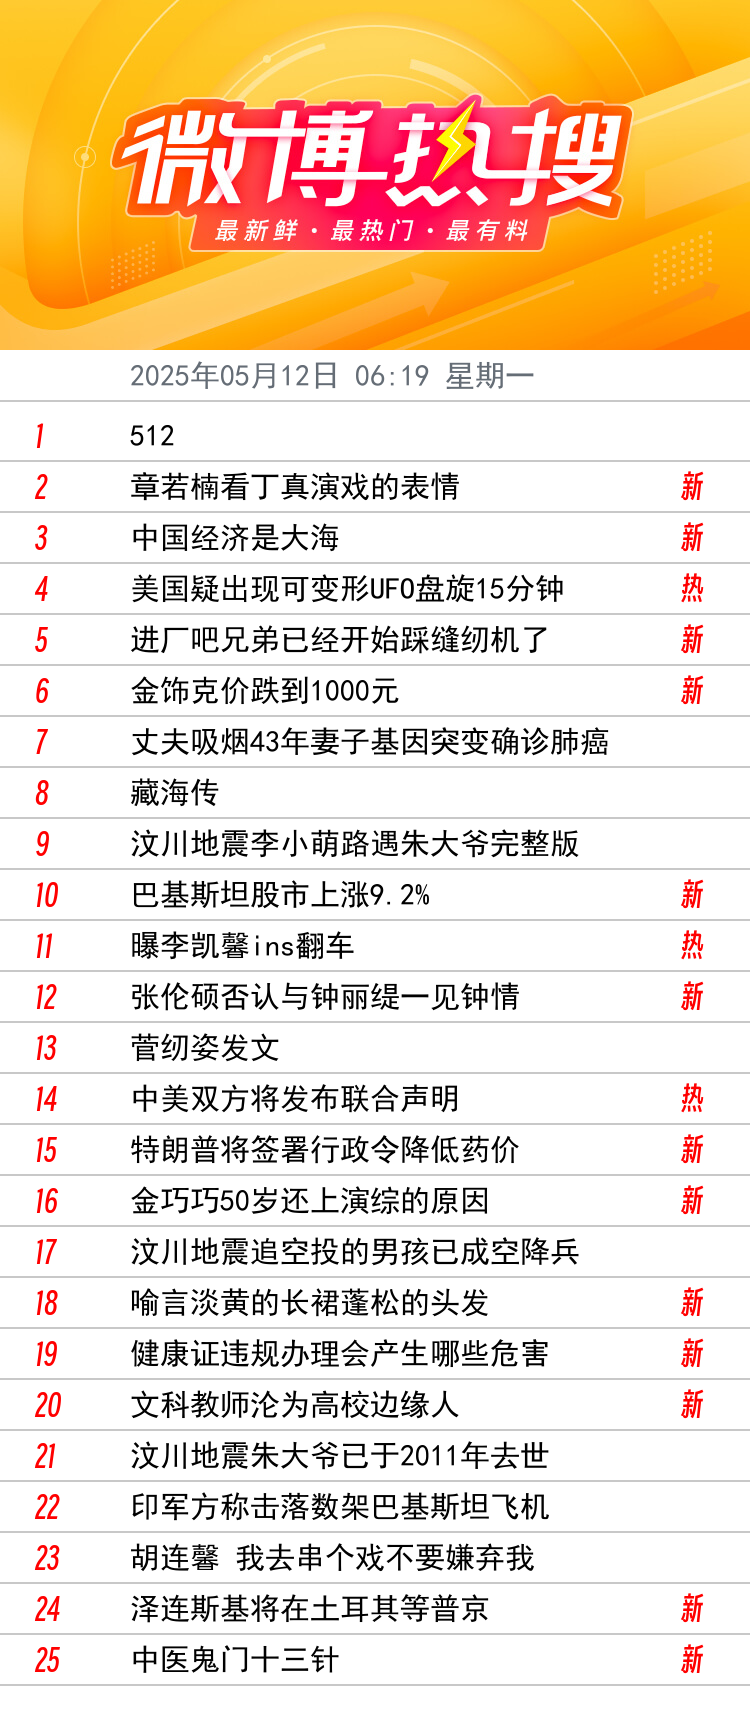 微博热搜
最新鲜·最热门·最有料
2025年05月12日 06:19 星期一
1 512
2 章若楠看丁真演戏的表情 新
3 中国经济是大海 新
4 美国疑出现可变形UFO盘旋15分钟 热
5 进厂吧兄弟已经开始踩缝纫机了 新
6 金饰克价跌到1000元 新
7 丈夫吸烟43年妻子基因突变确诊肺癌
8 藏海传
9 汶川地震李小萌路遇朱大爷完整版
10 巴基斯坦股市上涨9.2% 新
11 曝李凯馨ins翻车 热
12 张伦硕否认与钟丽缇一见钟情 新
13 菅纫姿发文
14 中美双方将发布联合声明 热
15 特朗普将签署行政令降低药价 新
16 金巧巧50岁还上演综的原因 新
17 汶川地震追空投的男孩已成空降兵
18 喻言淡黄的长裙蓬松的头发 新
19 健康证违规办理会产生哪些危害 新
20 文科教师沦为高校边缘人 新
21 汶川地震朱大爷已于2011年去世
22 印军方称击落数架巴基斯坦飞机
23 胡连馨 我去串个戏不要嫌弃我
24 泽连斯基将在土耳其等普京 新
25 中医鬼门十三针 新